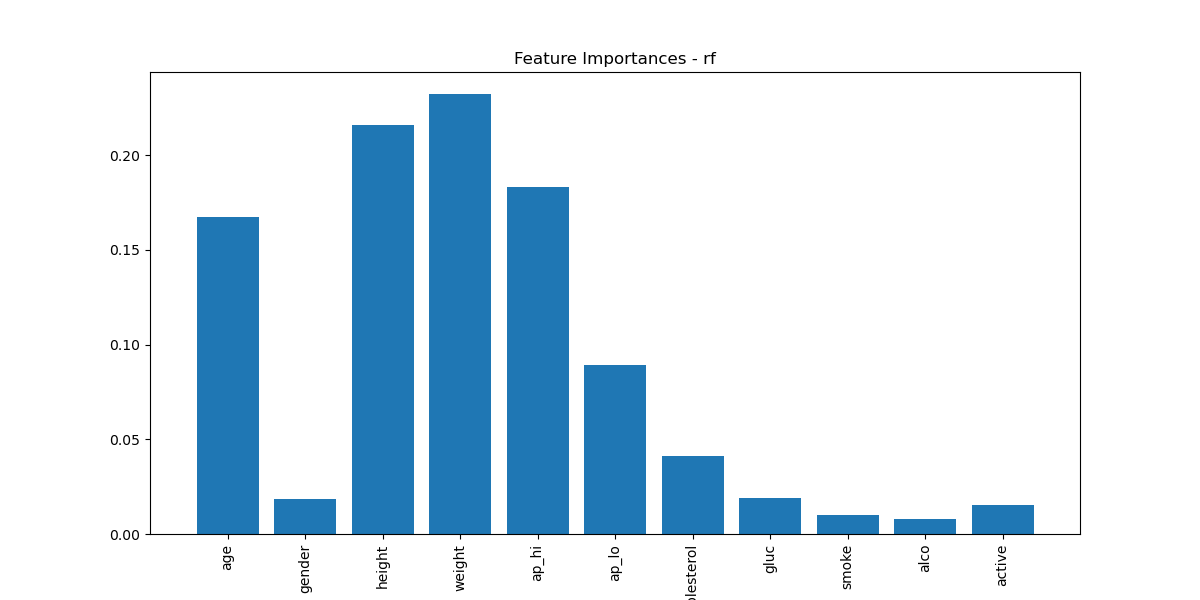 Feature Importances - rf
0.20
0.15
0.10
0.05
0.00
age
gender
height
weight
ap_hi
ap_lo
olesterol
gluc
smoke
alco
active